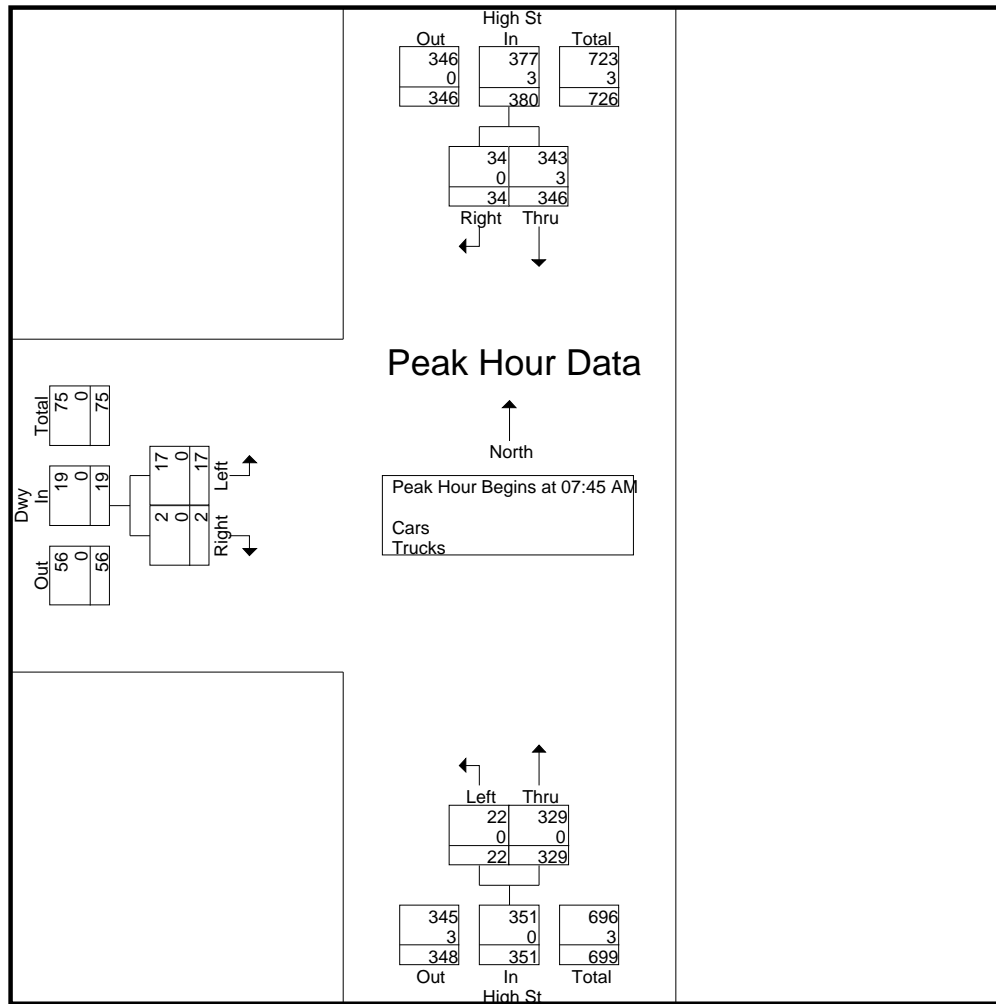 High St
Out In Total
346 377 723
0 3 3
346 380 726
34 343
0 3
34 346
Right Thru
Peak Hour Data
North
Peak Hour Begins at 07:45 AM
Cars
Trucks
Dwy
Out In Total
56 19 75
0 0 0
56 19 75
2 17
0 0
2 17
Right Left
Left Thru
22 329
0 0
22 329
345 351 696
3 0 3
348 351 699
Out In Total
High St